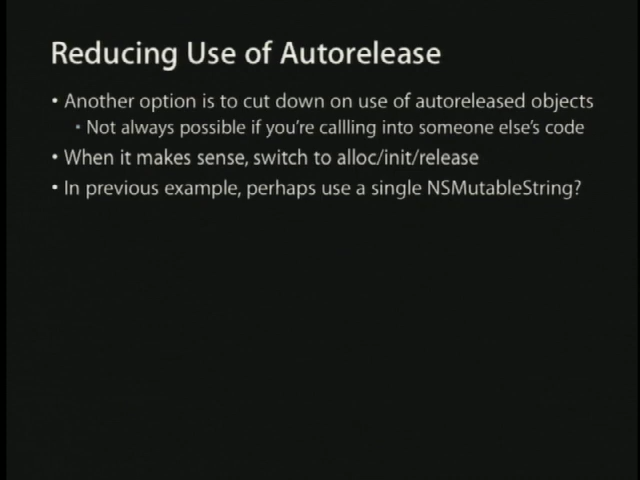 Reducing Use of Autorelease
• Another option is to cut down on use of autoreleased objects
• Not always possible if you're callling into someone else's code
• When it makes sense, switch to alloc/init/release
• In previous example, perhaps use a single NSMutableString?